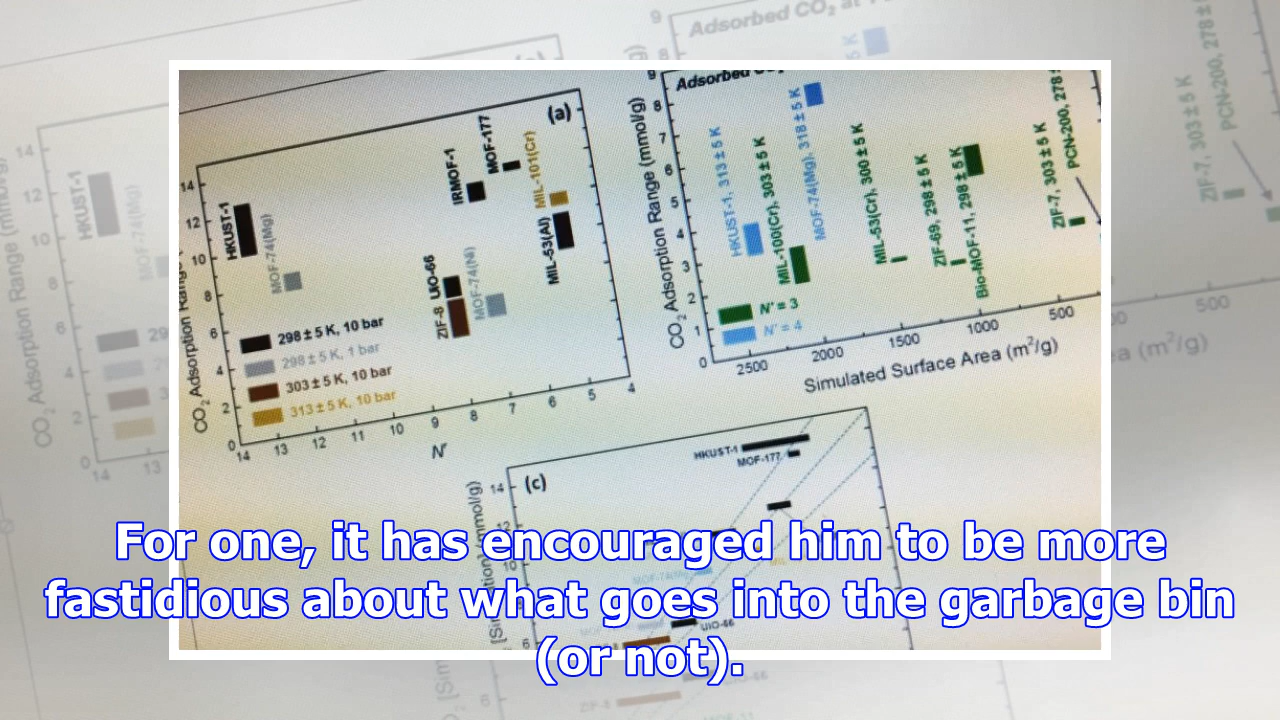 (a)
14
12
10
8
6
4
2
0
CO2 Adsorption Range
HKUST-1
MOF-74(Mg)
IRMOF-1
MOF-177
MIL-101(Cr)
UIO-66
ZIF-8
MOF-74(Ni)
MIL-53(Al)
298 ± 5 K, 10 bar
298 ± 5 K, 1 bar
303 ± 5 K, 10 bar
313 ± 5 K, 10 bar
14 13 12 11 10 9 8 7 6 5 4
N'
Adsorbed
9
8
7
6
5
4
3
2
1
0
CO2 Adsorption Range (mmol/g)
HKUST-1, 313 ± 5 K
MIL-100(Cr), 303 ± 5 K
MOF-74(Mg), 318 ± 5 K
MIL-53(Cr), 300 ± 5 K
ZIF-69, 298 ± 5 K
Bio-MOF-11, 298 ± 5 K
ZIF-7, 303 ± 5 K
PCN-200, 278 ±
N' = 3
N' = 4
2500 2000 1500 1000 500
Simulated Surface Area (m2/g)
(c)
14
12
10
6
HKUST-1
MOF-177
UIO-66
For one, it has encouraged him to be more
fastidious about what goes into the garbage bin
(or not).